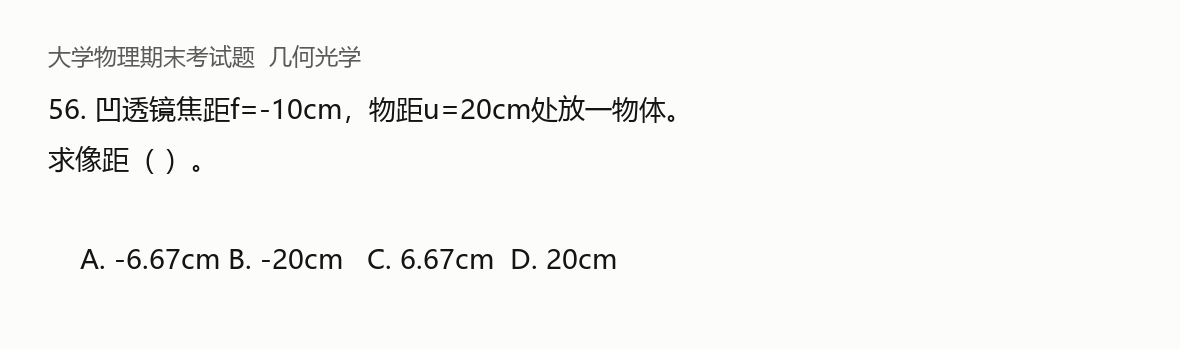 大学物理期末考试题 几何光学
56. 凹透镜焦距f=-10cm，物距u=20cm处放一物体。
求像距（ ）。
A. -6.67cm B. -20cm C. 6.67cm D. 20cm